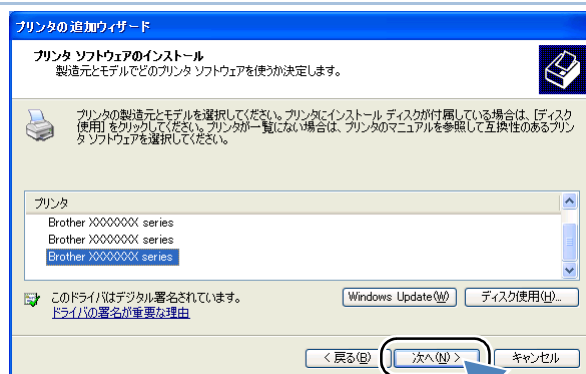 プリンタの追加ウィザード
プリンタ ソフトウェアのインストール
製造元とモデルでどのプリンタ ソフトウェアを使うか決定します。
プリンタの製造元とモデルを選択してください。プリンタにインストール ディスクが付属している場合は、[ディスク
使用] をクリックしてください。プリンタが一覧にない場合は、プリンタのマニュアルを参照して互換性のあるプリン
タ ソフトウェアを選択してください。
プリンタ
Brother XXXXXXX series
Brother XXXXXXX series
Brother XXXXXXX series
このドライバはデジタル署名されています。
Windows Update(W)
ディスク使用(H)...
ドライバの署名が重要な理由
< 戻る(B)
次へ(N) >
キャンセル